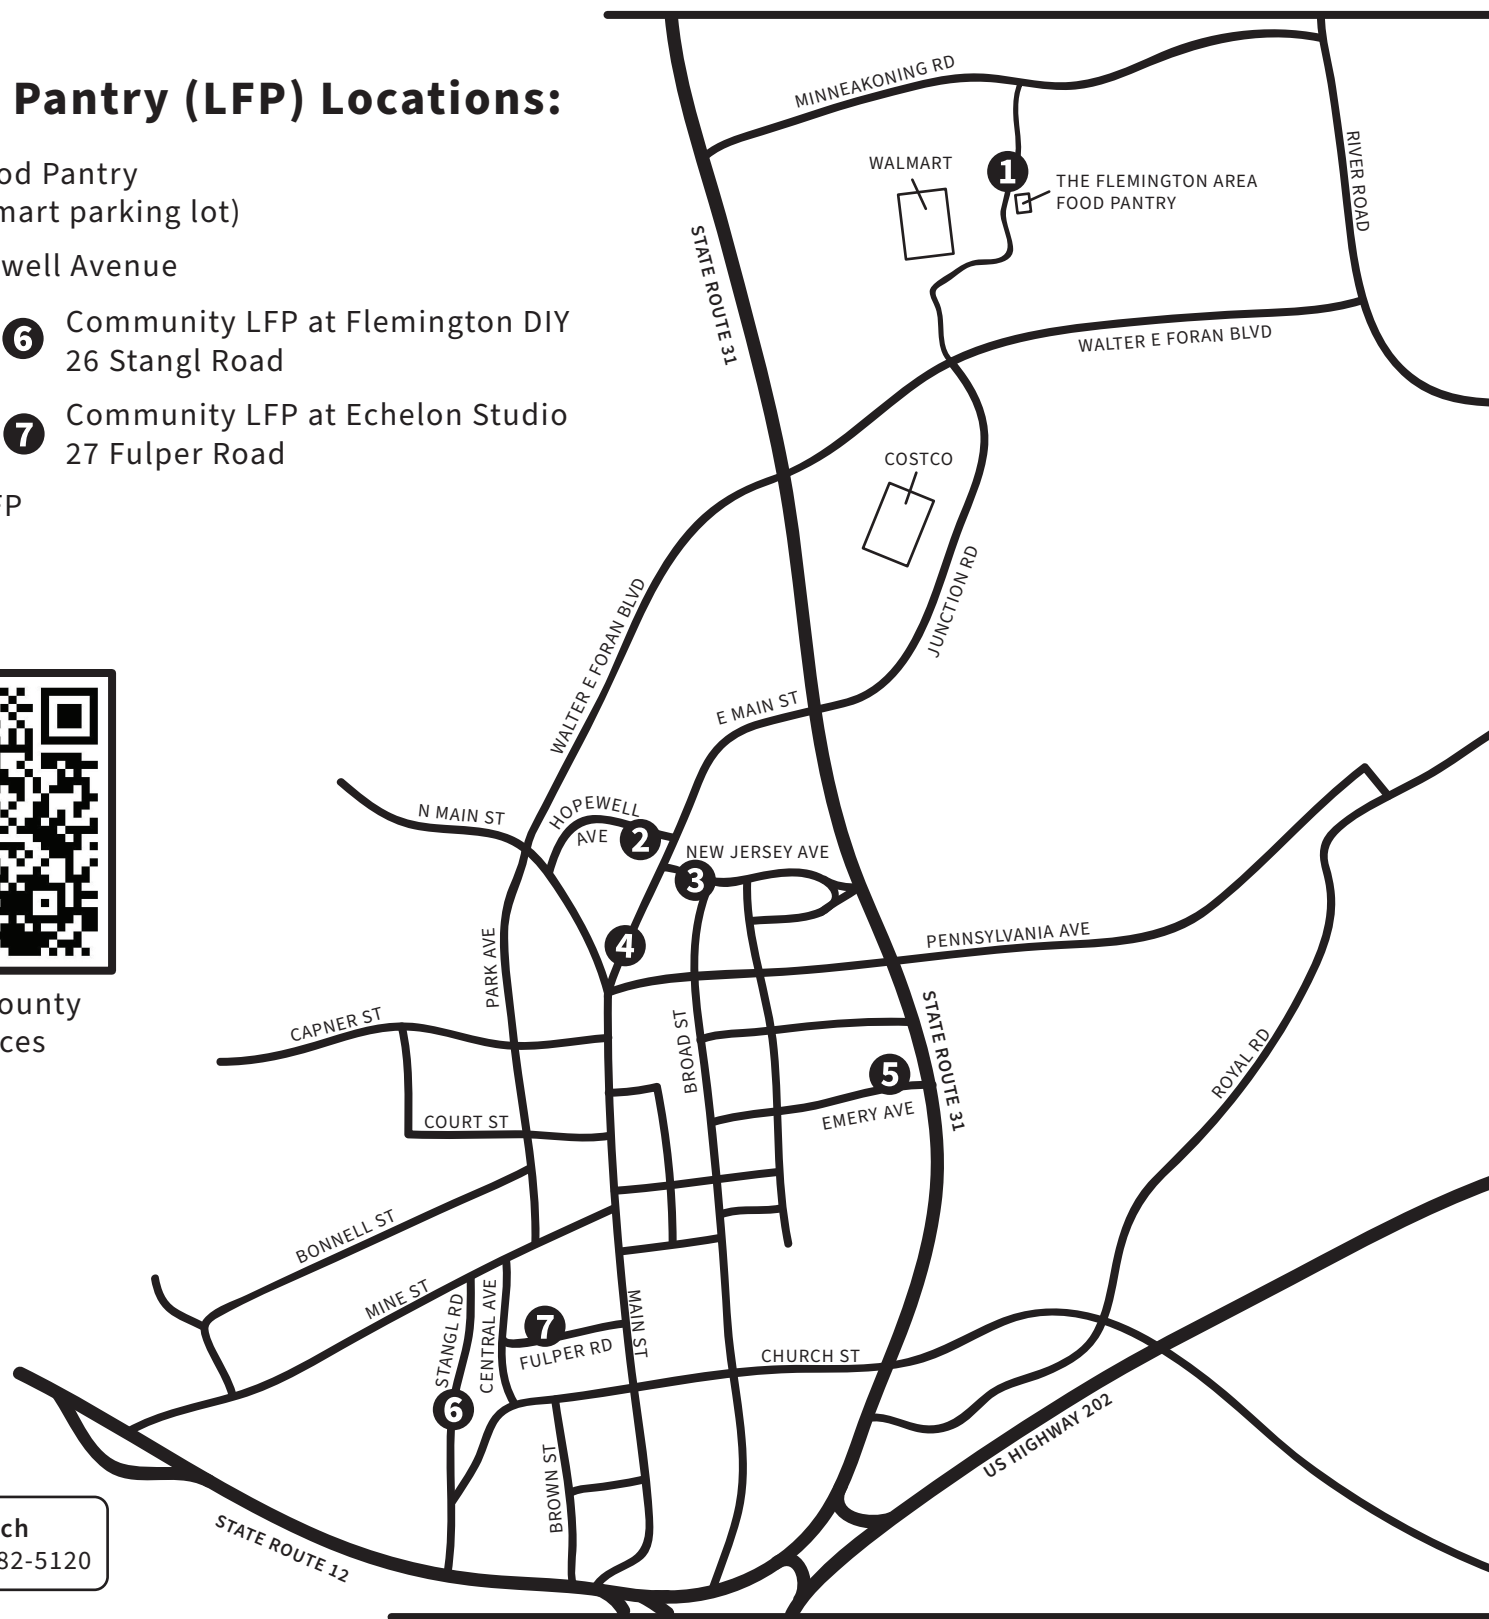 Pantry (LFP) Locations:
od Pantry
mart parking lot)
well Avenue
6 Community LFP at Flemington DIY
26 Stangl Road
7 Community LFP at Echelon Studio
27 Fulper Road
FP
ounty
ces
ch
82-5120
MINNEAKONING RD
RIVER ROAD
WALMART
1
THE FLEMINGTON AREA
FOOD PANTRY
STATE ROUTE 31
WALTER E FORAN BLVD
COSTCO
JUNCTION RD
WALTER E FORAN BLVD
E MAIN ST
N MAIN ST
HOPEWELL
AVE
2
NEW JERSEY AVE
3
4
PARK AVE
PENNSYLVANIA AVE
CAPNER ST
BROAD ST
STATE ROUTE 31
5
EMERY AVE
ROYAL RD
COURT ST
BONNELL ST
MINE ST
STANGL RD
CENTRAL AVE
7
FULPER RD
MAIN ST
CHURCH ST
6
BROWN ST
US HIGHWAY 202
STATE ROUTE 12